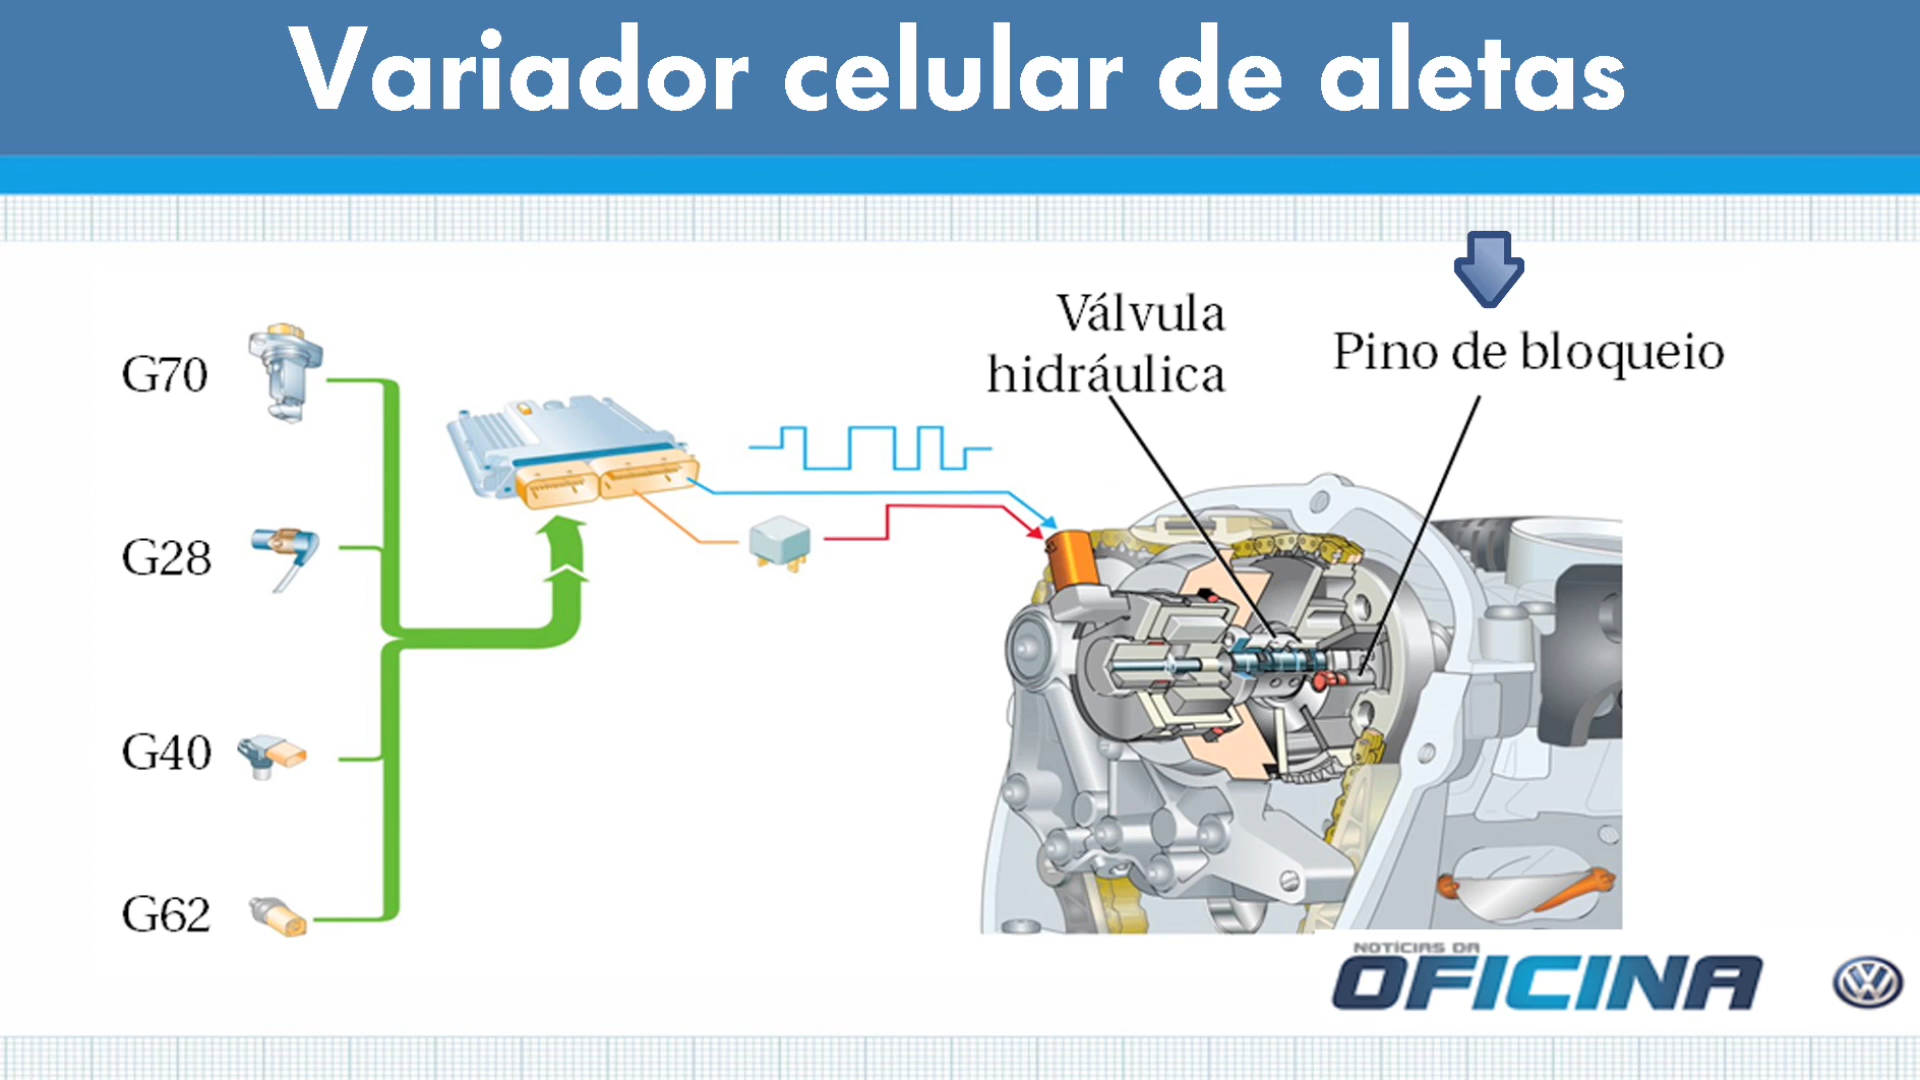 Variador celular de aletas
Válvula
hidráulica
Pino de bloqueio
G70
G28
G40
G62
NOTÍCIAS DA
OFICINA